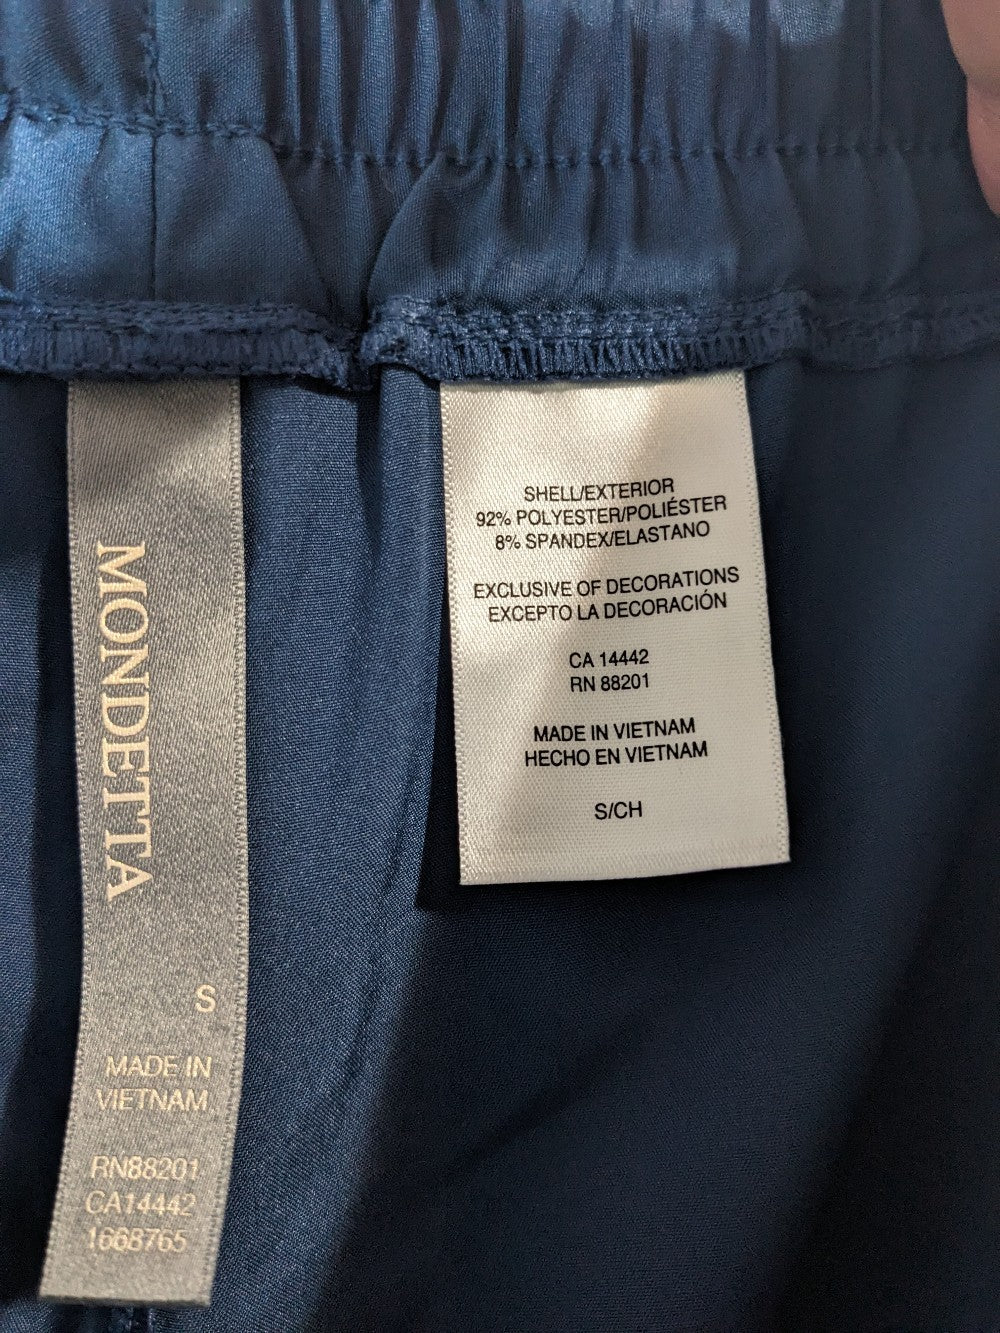 MONDETTA
S
MADE IN
VIETNAM
RN88201
CA14442
1668765
SHELL/EXTERIOR
92% POLYESTER/POLIÉSTER
8% SPANDEX/ELASTANO
EXCLUSIVE OF DECORATIONS
EXCEPTO LA DECORACIÓN
CA 14442
RN 88201
MADE IN VIETNAM
HECHO EN VIETNAM
S/CH